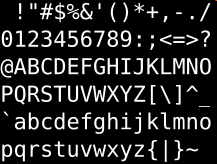 !"#$%&'()*+,-./
0123456789:;<=>?
@ABCDEFGHIJKLMNO
PQRSTUVWXYZ[\]^_
`abcdefghijklmno
pqrstuvwxyz{|}~